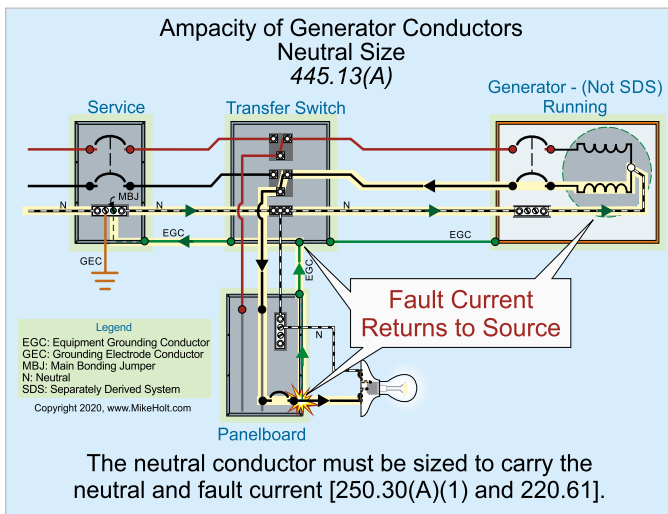 Ampacity of Generator Conductors
Neutral Size
445.13(A)
Generator - (Not SDS)
Running
Service
Transfer Switch
MBJ
N
N
N
EGC
EGC
GEC
EGC
Fault Current
Returns to Source
N
Legend
EGC: Equipment Grounding Conductor
GEC: Grounding Electrode Conductor
MBJ: Main Bonding Jumper
N: Neutral
SDS: Separately Derived System
Copyright 2020, www.MikeHolt.com
Panelboard
The neutral conductor must be sized to carry the
neutral and fault current [250.30(A)(1) and 220.61].